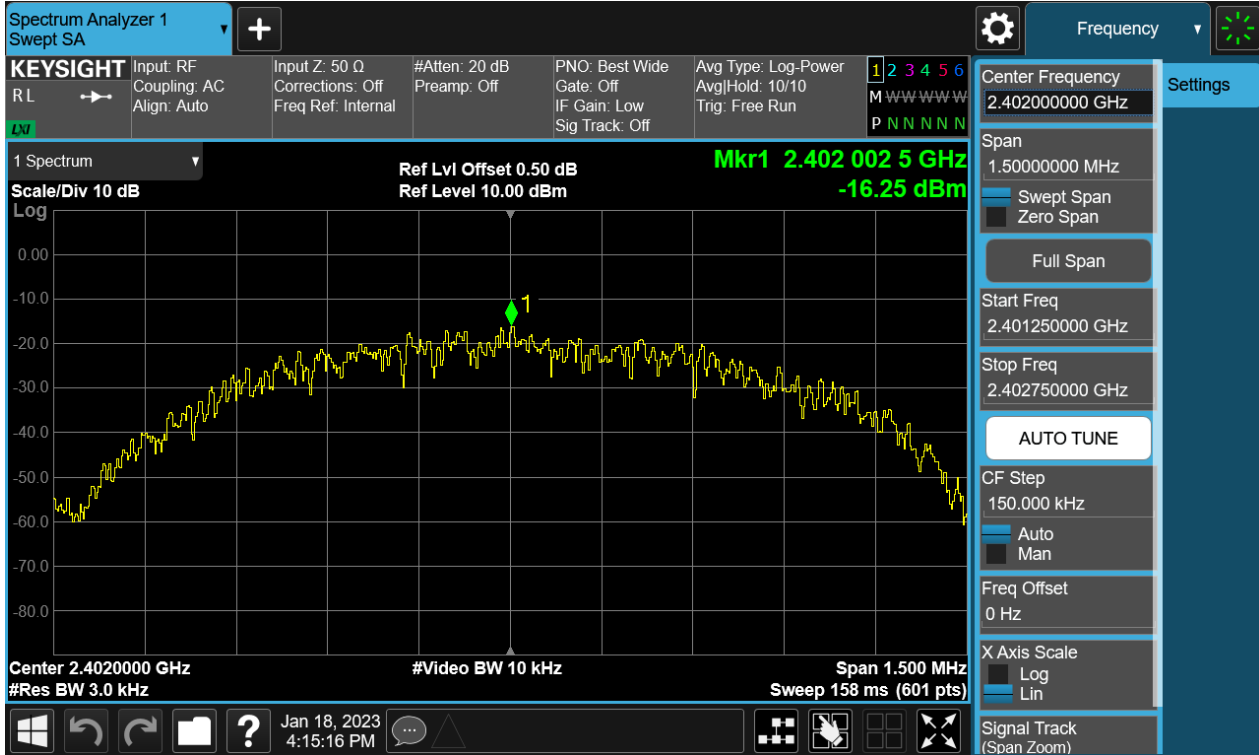 Spectrum Analyzer 1
Swept SA
+
Frequency
KEYSIGHT
R L
LXI
Input: RF
Coupling: AC
Align: Auto
Input Z: 50 Ω
Corrections: Off
Freq Ref: Internal
#Atten: 20 dB
Preamp: Off
PNO: Best Wide
Gate: Off
IF Gain: Low
Sig Track: Off
Avg Type: Log-Power
Avg|Hold: 10/10
Trig: Free Run
1 2 3 4 5 6
M W W W W W
P N N N N N
1 Spectrum
Scale/Div 10 dB
Ref Lvl Offset 0.50 dB
Ref Level 10.00 dBm
Mkr1 2.402 002 5 GHz
-16.25 dBm
Log
0.00
-10.0
-20.0
-30.0
-40.0
-50.0
-60.0
-70.0
-80.0
1
Center 2.4020000 GHz
#Res BW 3.0 kHz
#Video BW 10 kHz
Span 1.500 MHz
Sweep 158 ms (601 pts)
?
Jan 18, 2023
4:15:16 PM
Center Frequency
2.402000000 GHz
Span
1.50000000 MHz
Swept Span
Zero Span
Full Span
Start Freq
2.401250000 GHz
Stop Freq
2.402750000 GHz
AUTO TUNE
CF Step
150.000 kHz
Auto
Man
Freq Offset
0 Hz
X Axis Scale
Log
Lin
Signal Track
(Span Zoom)
Settings